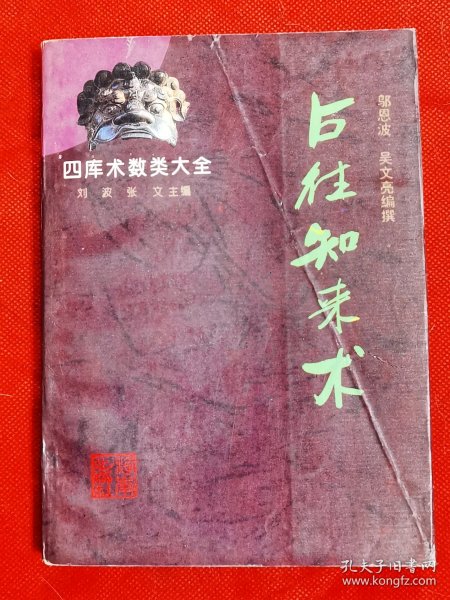 四库术数类大全
刘波 张文主编
占往知来术
邬恩波 吴文亮编撰
孔夫子旧书网
www.kongfz.com